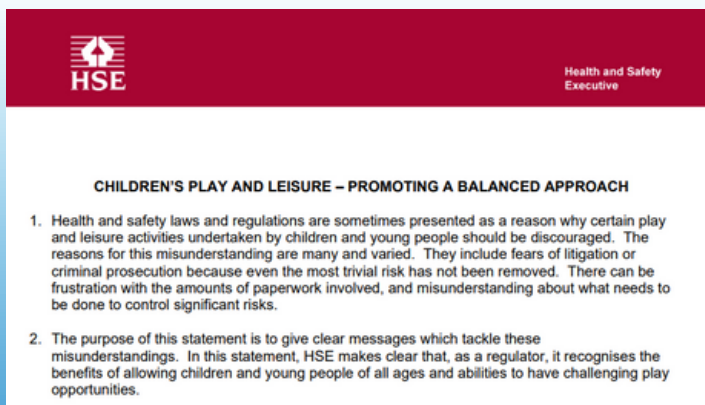 HSE
Health and Safety
Executive
CHILDREN'S PLAY AND LEISURE – PROMOTING A BALANCED APPROACH
1. Health and safety laws and regulations are sometimes presented as a reason why certain play
and leisure activities undertaken by children and young people should be discouraged. The
reasons for this misunderstanding are many and varied. They include fears of litigation or
criminal prosecution because even the most trivial risk has not been removed. There can be
frustration with the amounts of paperwork involved, and misunderstanding about what needs to
be done to control significant risks.
2. The purpose of this statement is to give clear messages which tackle these
misunderstandings. In this statement, HSE makes clear that, as a regulator, it recognises the
benefits of allowing children and young people of all ages and abilities to have challenging play
opportunities.